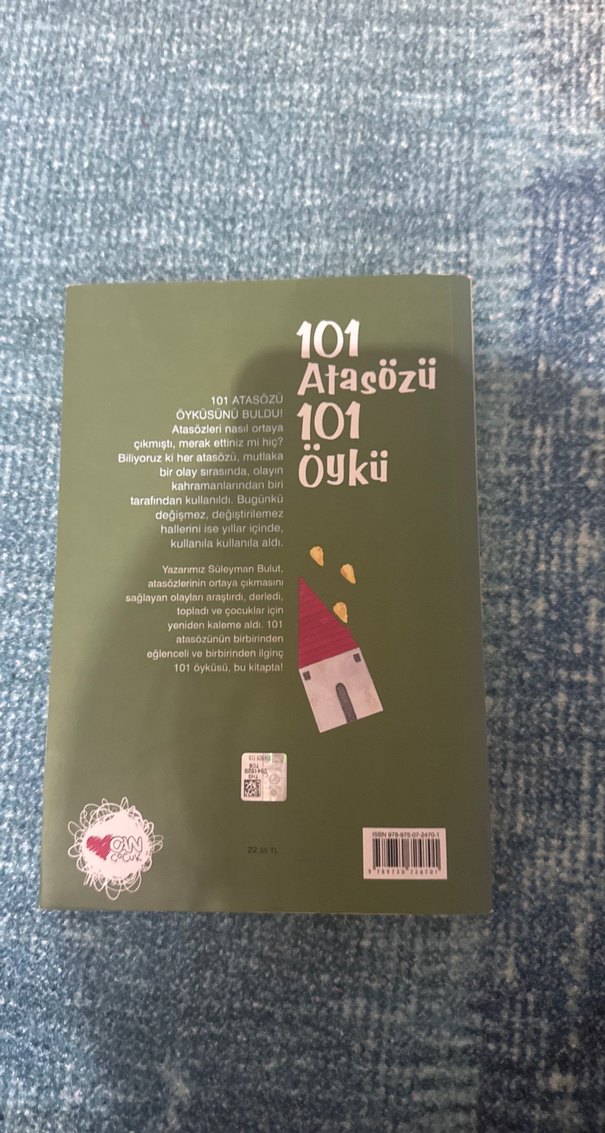 101
Atasözü
101
Öykü
101 ATASÖZÜ
ÖYKÜSÜNÜ BULDU!
Atasözleri nasıl ortaya
çıkmıştı, merak ettiniz mi hiç?
Biliyoruz ki her atasözü, mutlaka
bir olay sırasında, olayın
kahramanlarından biri
tarafından kullanıldı. Bugünkü
değişmez, değiştirilemez
hallerini ise yıllar içinde,
kullanıla kullanıla aldı.
Yazarımız Süleyman Bulut,
atasözlerinin ortaya çıkmasını
sağlayan olayları araştırdı, derledi,
topladı ve çocuklar için
yeniden kaleme aldı. 101
atasözünün birbirinden
eğlenceli ve birbirinden ilginç
101 öyküsü, bu kitapta!
CAN
ÇOCUK
22.50 TL
ISBN 978-975-07-2470-1
9 789750 724701